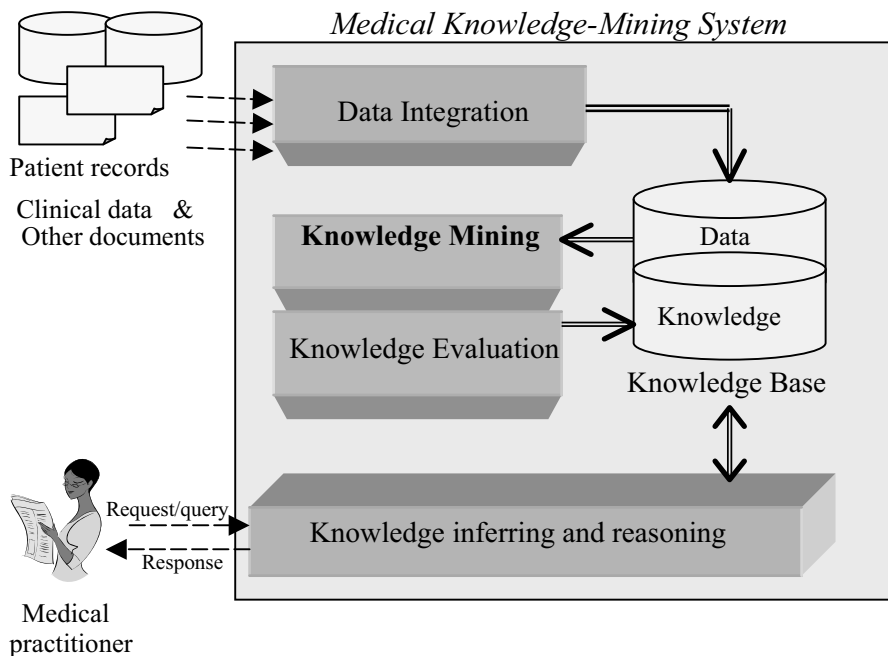 Medical Knowledge-Mining System
Data Integration
Patient records
Clinical data &
Other documents
Knowledge Mining
Data
Knowledge
Knowledge Evaluation
Knowledge Base
Request/query
Knowledge inferring and reasoning
Response
Medical
practitioner